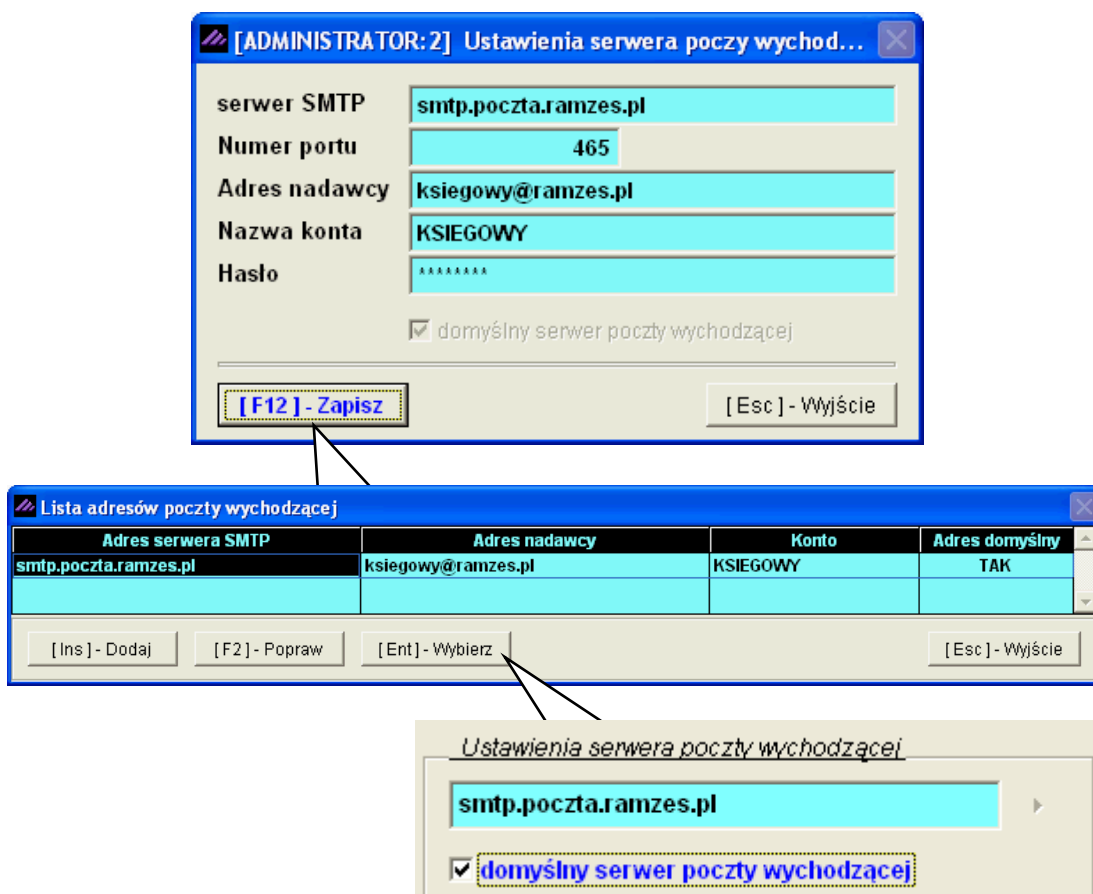 [ADMINISTRATOR: 2] Ustawienia serwera poczy wychod...
serwer SMTP smtp.poczta.ramzes.pl
Numer portu 465
Adres nadawcy ksiegowy@ramzes.pl
Nazwa konta KSIEGOWY
Hasło ********
domyślny serwer poczty wychodzącej
[ F12 ] - Zapisz [ Esc ] - Wyjście
Lista adresów poczty wychodzącej
Adres serwera SMTP Adres nadawcy Konto Adres domyślny
smtp.poczta.ramzes.pl ksiegowy@ramzes.pl KSIEGOWY TAK
[ Ins ] - Dodaj [ F2 ] - Popraw [ Ent ] - Wybierz [ Esc ] - Wyjście
Ustawienia serwera poczty wychodzącej
smtp.poczta.ramzes.pl
domyślny serwer poczty wychodzącej